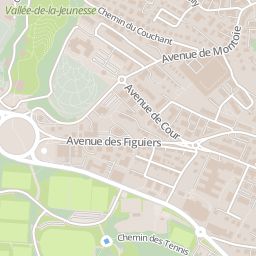 Vallée-de-la-Jeunesse
Chemin du Couchant
Avenue de Montoie
Avenue de Cour
Avenue des Figuiers
Chemin des Tennis